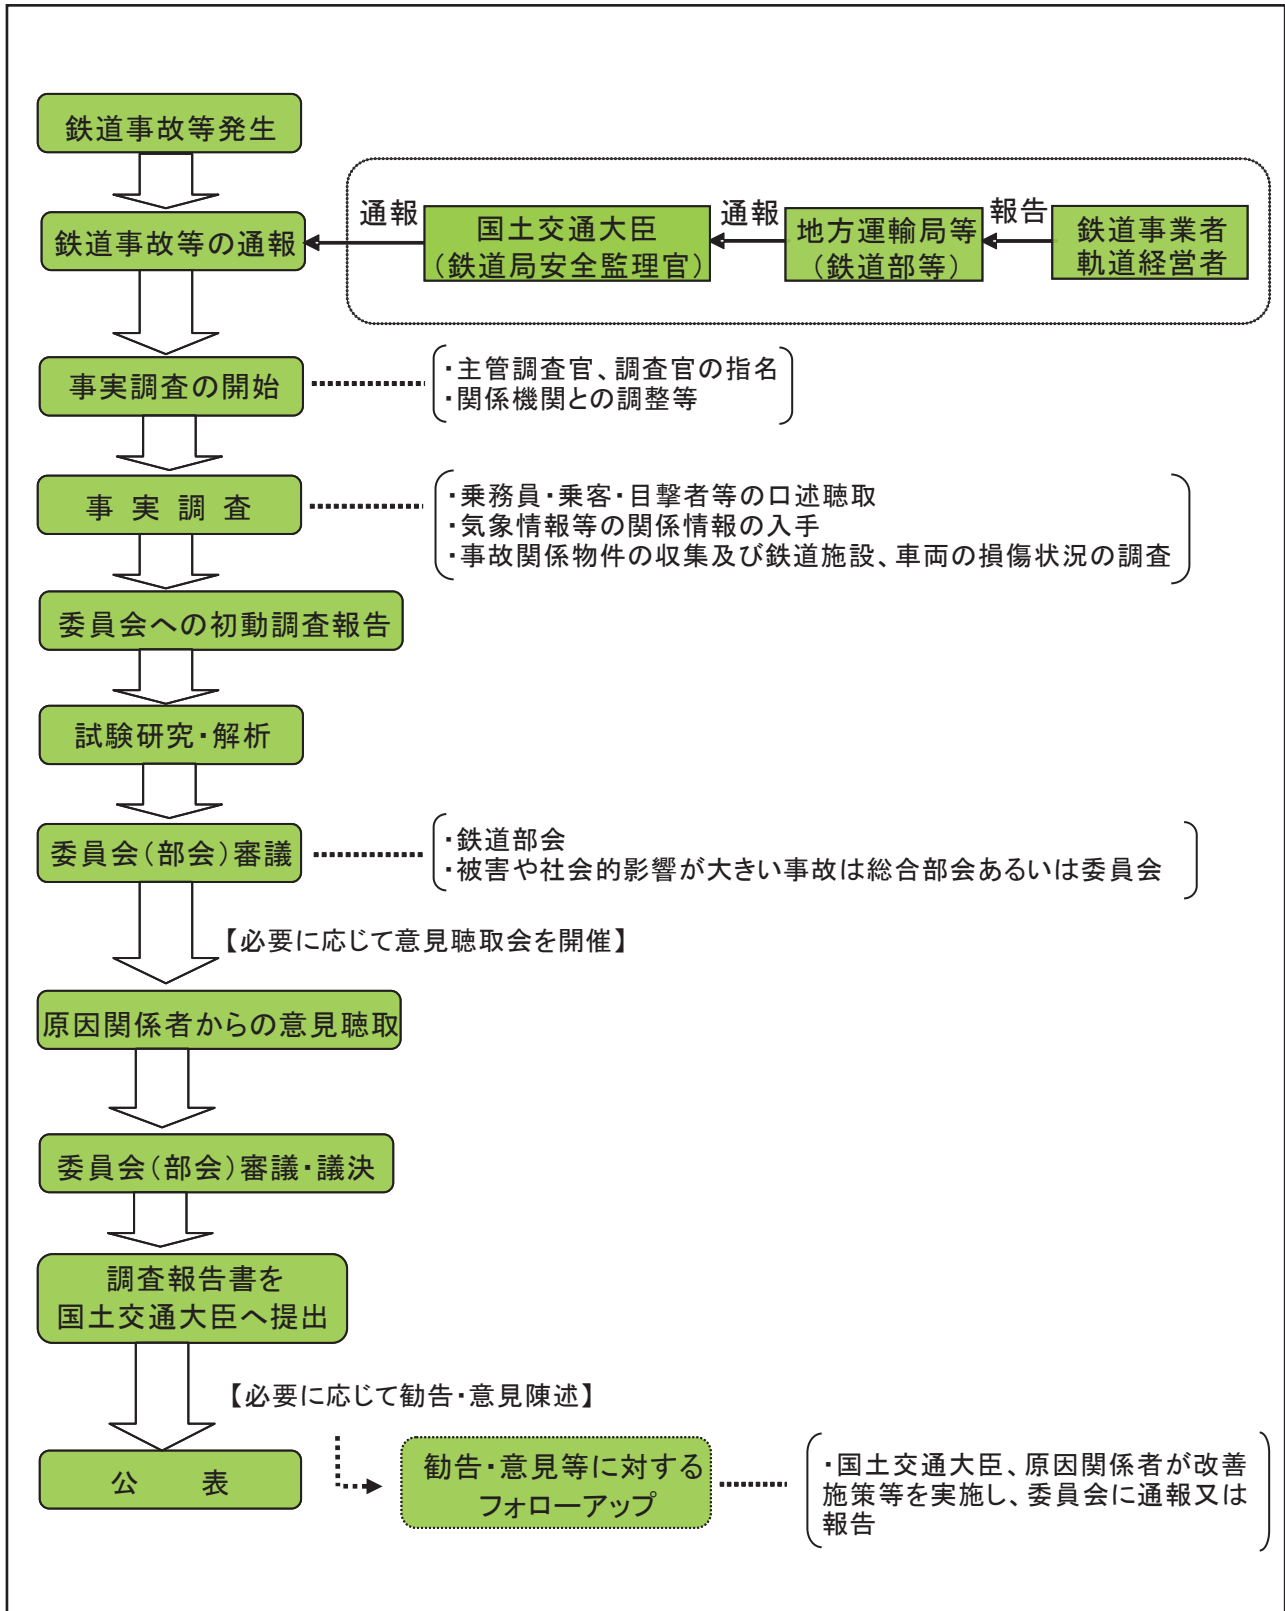 鉄道事故等発生
鉄道事故等の通報
通報
国土交通大臣
（鉄道局安全監理官）
通報
地方運輸局等
（鉄道部等）
報告
鉄道事業者
軌道経営者
事実調査の開始
・主管調査官、調査官の指名
・関係機関との調整等
事 実 調 査
・乗務員・乗客・目撃者等の口述聴取
・気象情報等の関係情報の入手
・事故関係物件の収集及び鉄道施設、車両の損傷状況の調査
委員会への初動調査報告
試験研究・解析
委員会（部会）審議
・鉄道部会
・被害や社会的影響が大きい事故は総合部会あるいは委員会
【必要に応じて意見聴取会を開催】
原因関係者からの意見聴取
委員会（部会）審議・議決
調査報告書を
国土交通大臣へ提出
【必要に応じて勧告・意見陳述】
公　　表
勧告・意見等に対する
フォローアップ
・国土交通大臣、原因関係者が改善
施策等を実施し、委員会に通報又は
報告